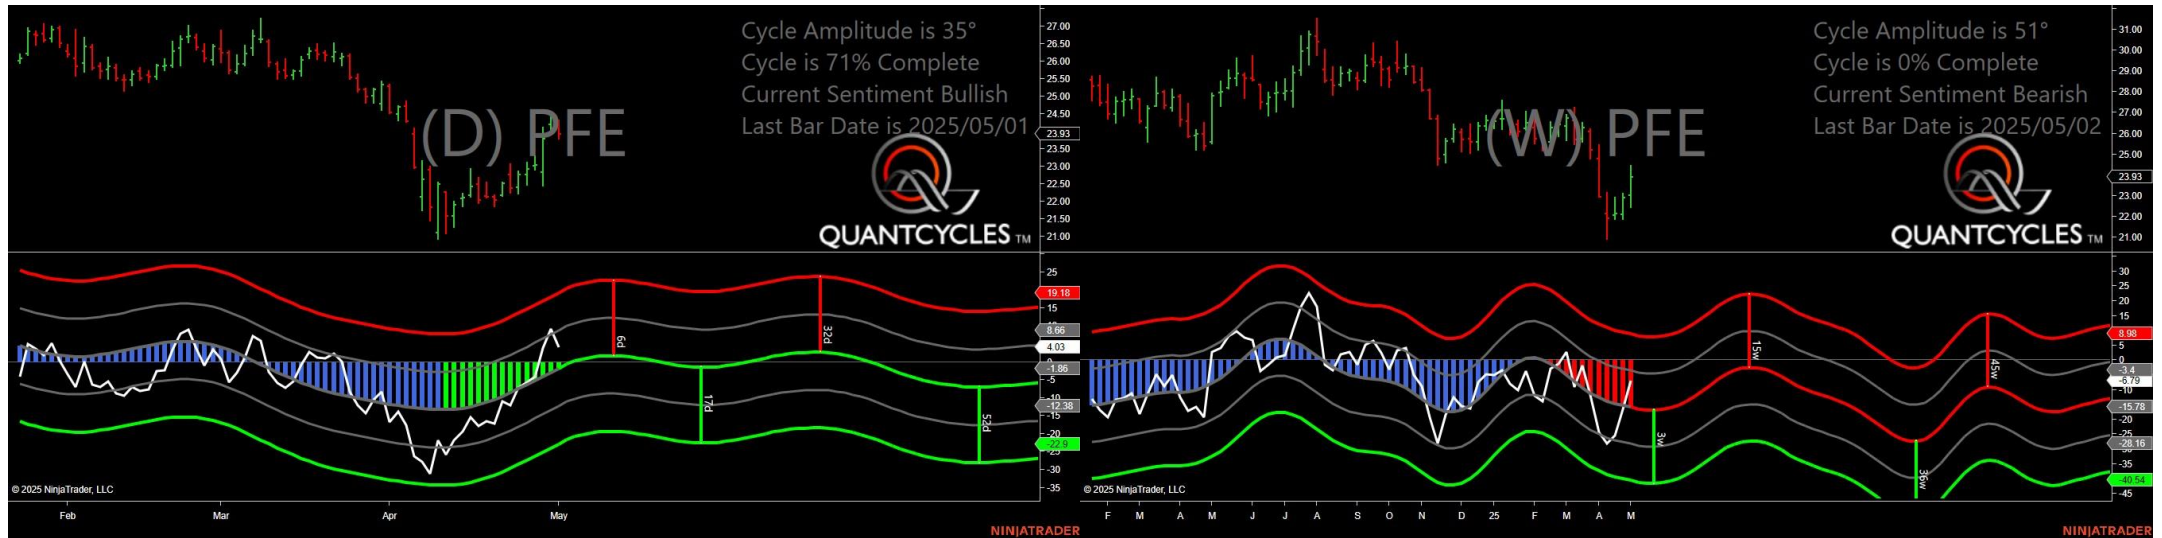 Cycle Amplitude is 35°
Cycle is 71% Complete
Current Sentiment Bullish
Last Bar Date is 2025/05/01
(D) PFE
QUANTCYCLES TM
27.00
26.50
26.00
25.50
25.00
24.50
23.93
23.50
23.00
22.50
22.00
21.50
21.00
25
19.18
15
8.66
4.03
0
-1.86
-5
-12.38
-15
-20
-22.9
-30
-35
6d
17d
32d
52d
© 2025 NinjaTrader, LLC
Feb Mar Apr May
NINJATRADER
Cycle Amplitude is 51°
Cycle is 0% Complete
Current Sentiment Bearish
Last Bar Date is 2025/05/02
(W) PFE
QUANTCYCLES TM
31.00
30.00
29.00
28.00
27.00
26.00
25.00
23.93
23.00
22.00
21.00
30
25
20
15
8.98
5
0
-3.4
-6.79
-10
-15.78
-20
-25
-28.16
-35
-40.54
-45
3w
15w
36w
45w
© 2025 NinjaTrader, LLC
F M A M J J A S O N D 25 F M A M
NINJATRADER